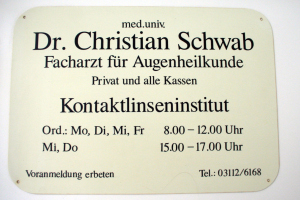 med.univ.
Dr. Christian Schwab
Facharzt für Augenheilkunde
Privat und alle Kassen
Kontaktlinseninstitut
Ord.: Mo, Di, Mi, Fr 8.00 – 12.00 Uhr
Mi, Do 15.00 – 17.00 Uhr
Voranmeldung erbeten Tel.: 03112/6168